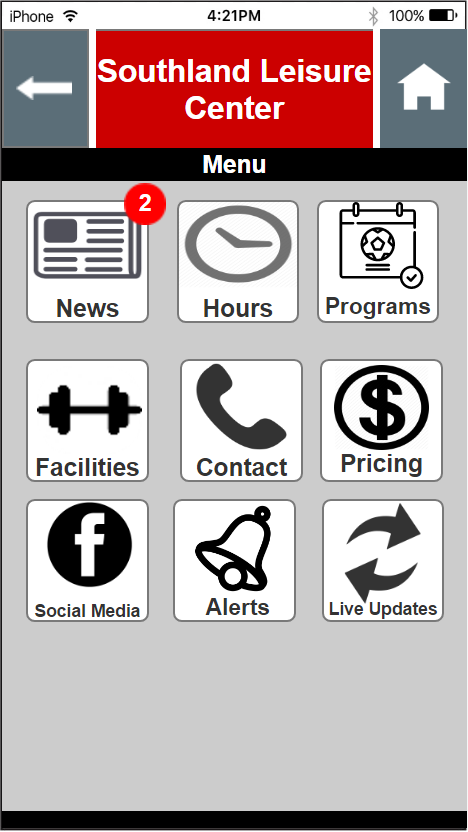 iPhone 4:21PM 100%
Southland Leisure
Center
Menu
2
News Hours Programs
Facilities Contact Pricing
f
Social Media Alerts Live Updates